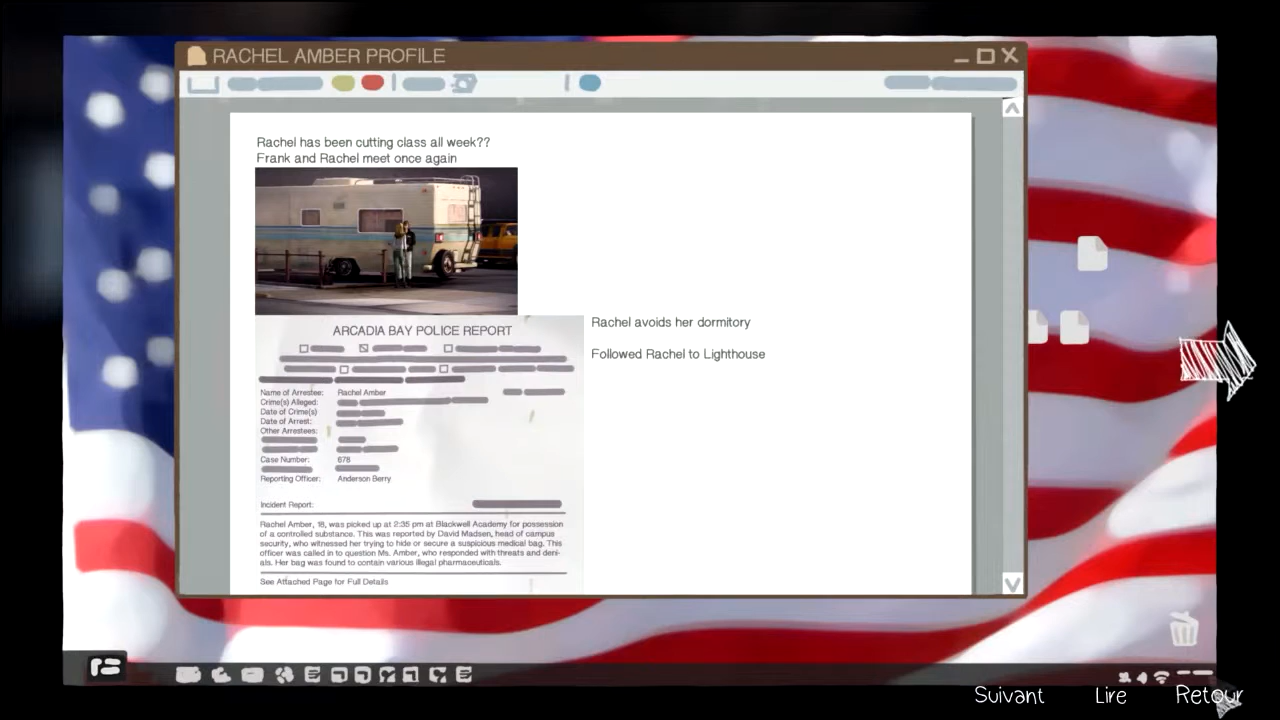 RACHEL AMBER PROFILE
Rachel has been cutting class all week??
Frank and Rachel meet once again
ARCADIA BAY POLICE REPORT
Name of Arrestee: Rachel Amber
Crime(s) Alleged:
Date of Crime(s)
Date of Arrest:
Other Arrestees:
Case Number: 678
Reporting Officer: Anderson Berry
Incident Report:
Rachel Amber, 18, was picked up at 2:35 pm at Blackwell Academy for possession
of a controlled substance. This was reported by David Madsen, head of campus
security, who witnessed her trying to hide or secure a suspicious medical bag. This
officer was called in to question Ms. Amber, who responded with threats and deni-
als. Her bag was found to contain various illegal pharmaceuticals.
See Attached Page for Full Details
Rachel avoids her dormitory
Followed Rachel to Lighthouse
Suivant Lire Retour